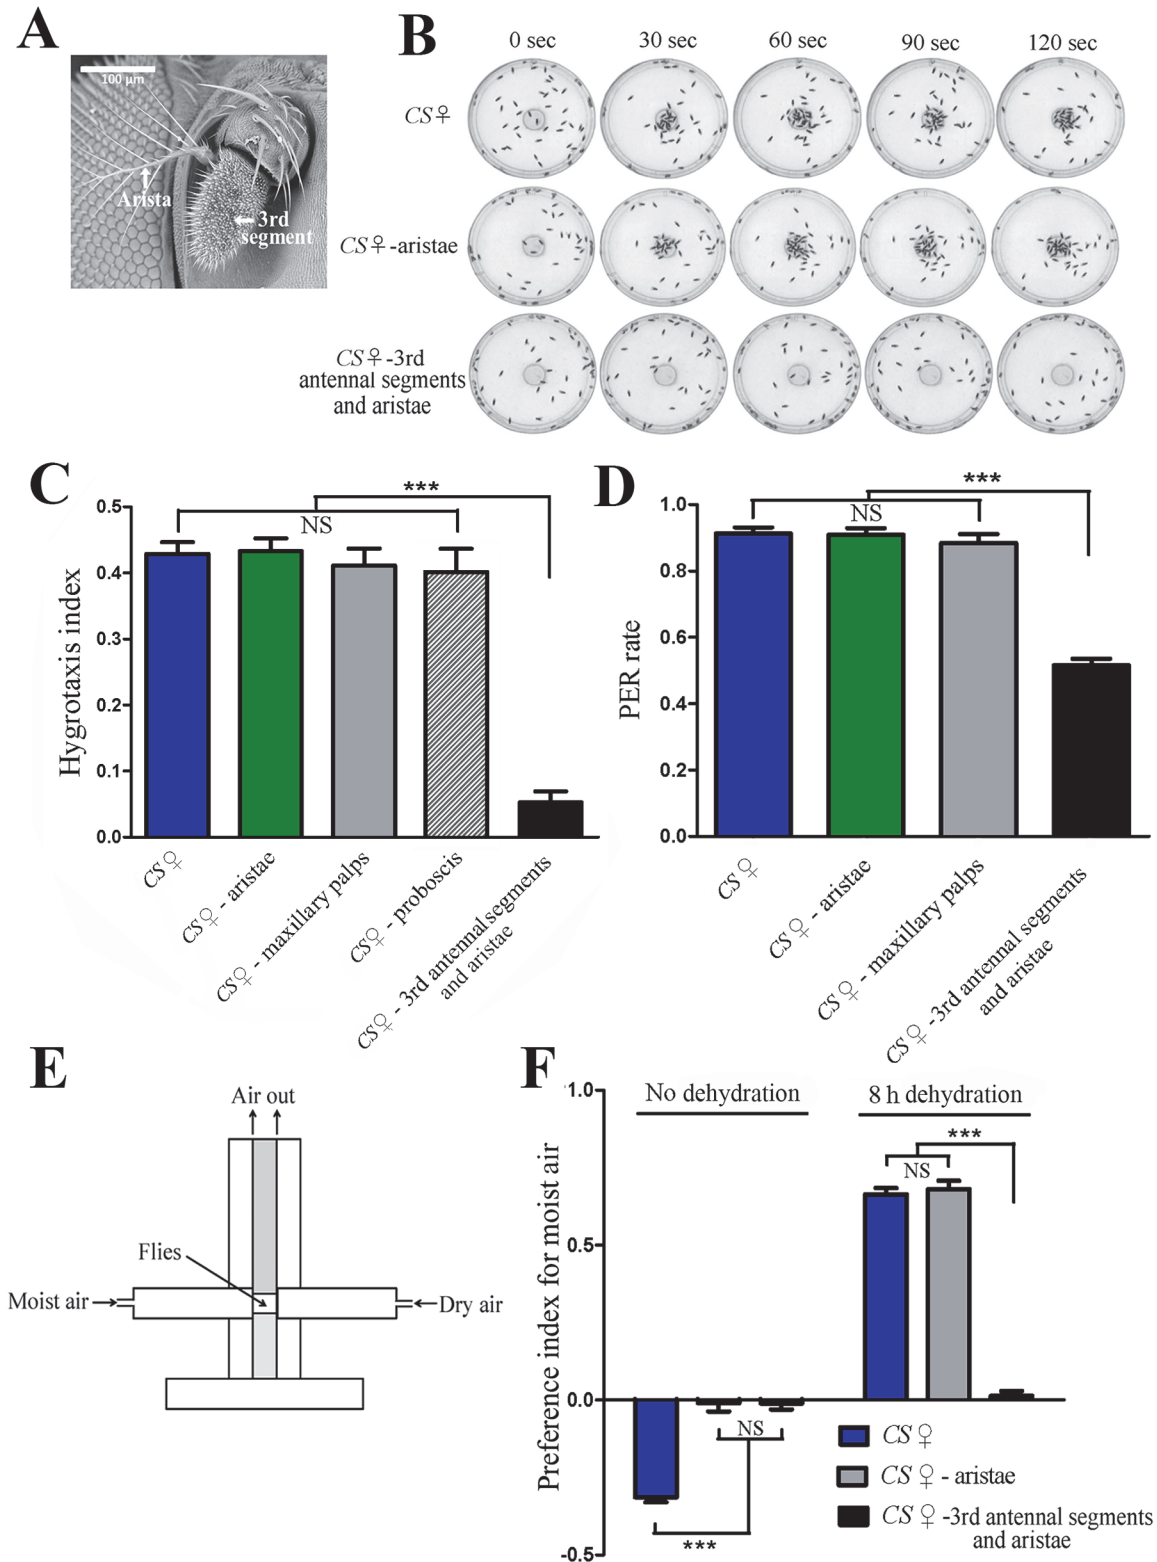 A
100 µm
Arista
3rd
segment
B
0 sec
30 sec
60 sec
90 sec
120 sec
CS♀
CS♀-aristae
CS♀-3rd
antennal segments
and aristae
C
Hygrotaxis index
0.5
0.4
0.3
0.2
0.1
0.0
NS
***
CS♀
CS♀ - aristae
CS♀ - maxillary palps
CS♀ - proboscis
CS♀ - 3rd antennal segments
and aristae
D
PER rate
1.0
0.8
0.6
0.4
0.2
0.0
NS
***
CS♀
CS♀ - aristae
CS♀ - maxillary palps
CS♀ -3rd antennal segments
and aristae
E
Air out
Flies
Moist air
Dry air
F
Preference index for moist air
1.0
0.5
0.0
-0.5
No dehydration
8 h dehydration
NS
***
NS
***
CS♀
CS♀ - aristae
CS♀ -3rd antennal segments
and aristae